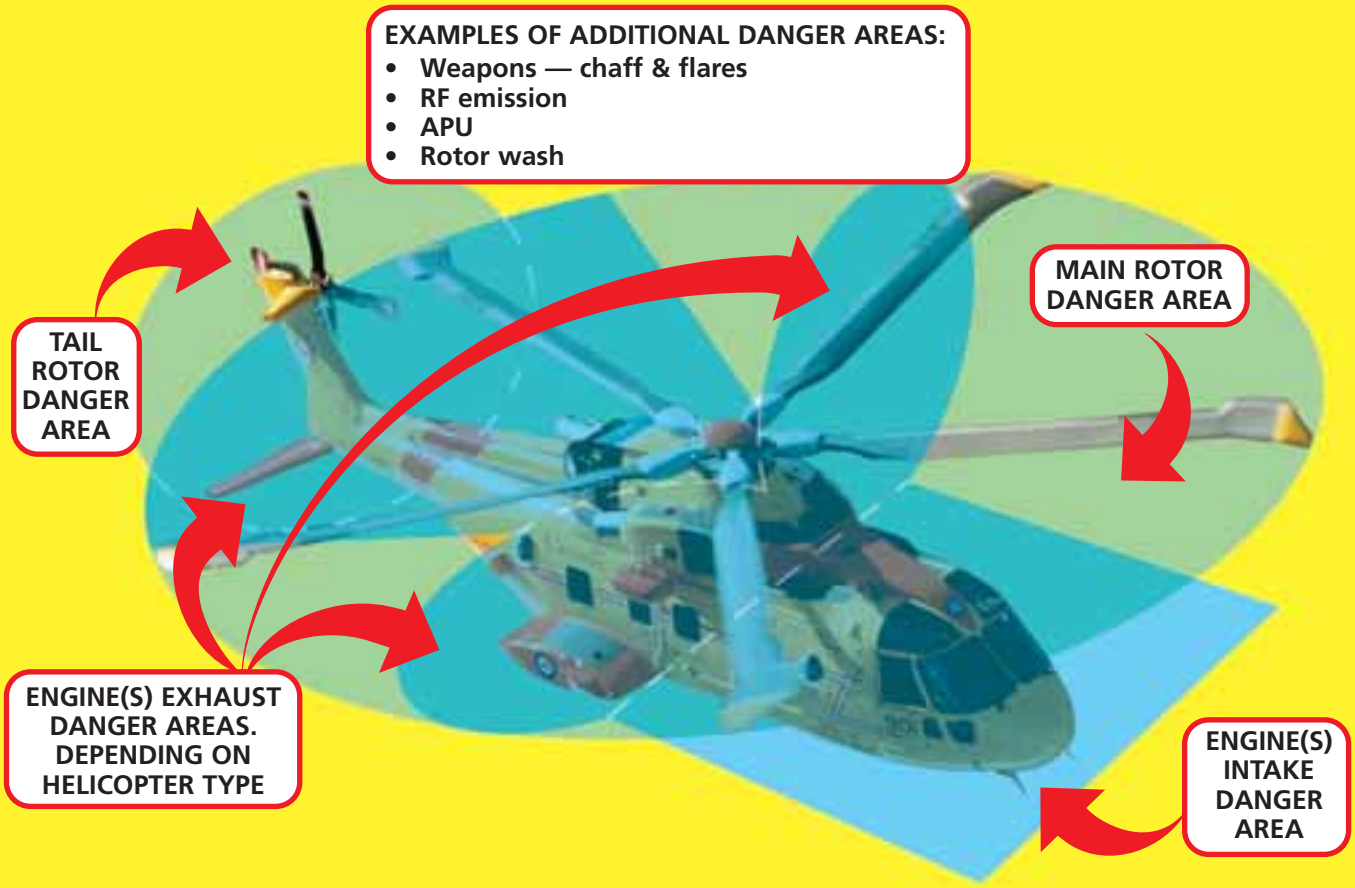 EXAMPLES OF ADDITIONAL DANGER AREAS:
• Weapons — chaff & flares
• RF emission
• APU
• Rotor wash
MAIN ROTOR
DANGER AREA
TAIL
ROTOR
DANGER
AREA
ENGINE(S) EXHAUST
DANGER AREAS.
DEPENDING ON
HELICOPTER TYPE
ENGINE(S)
INTAKE
DANGER
AREA